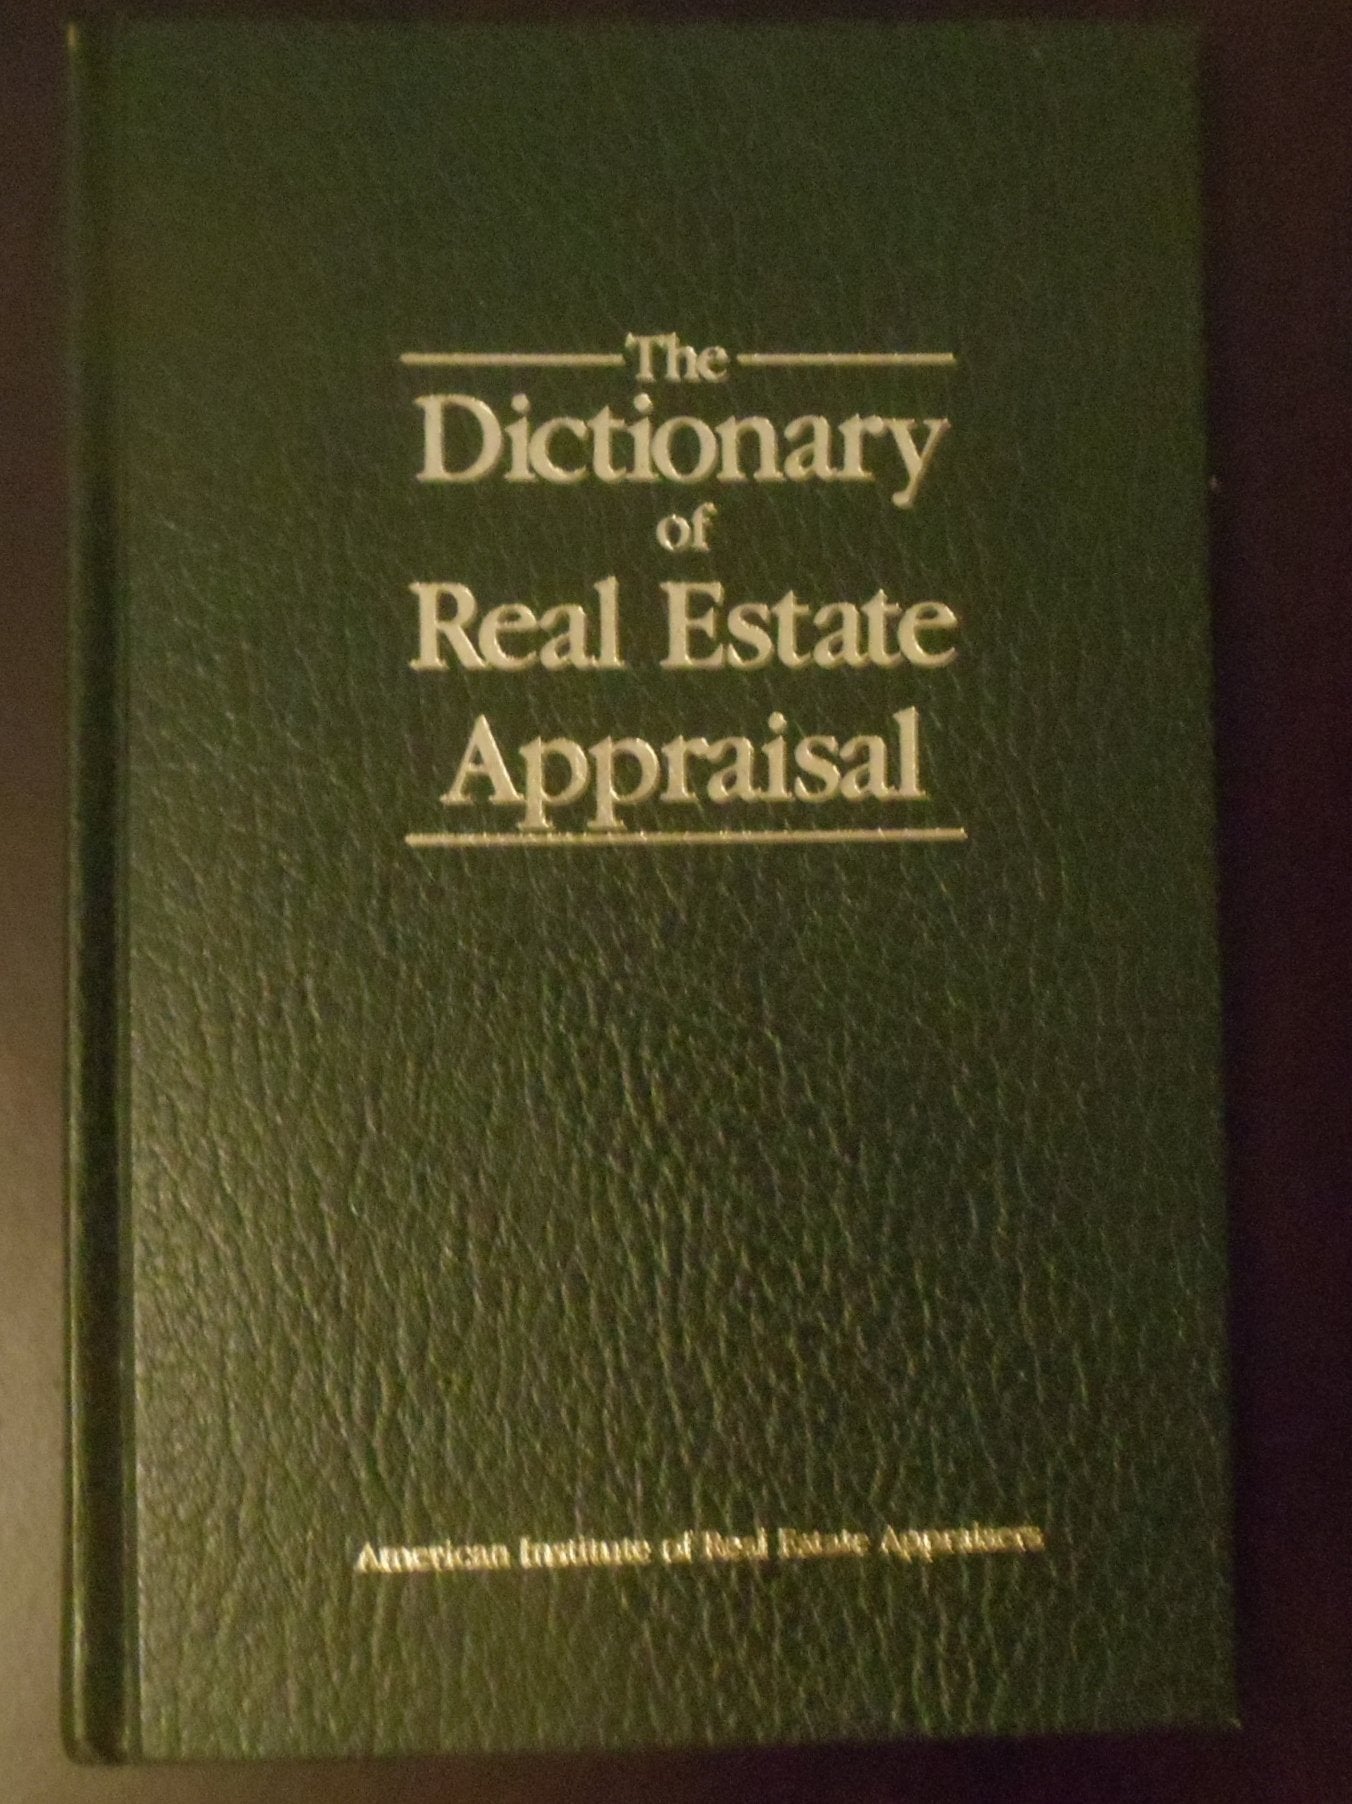 The
Dictionary
of
Real Estate
Appraisal
American Institute of Real Estate Appraisers